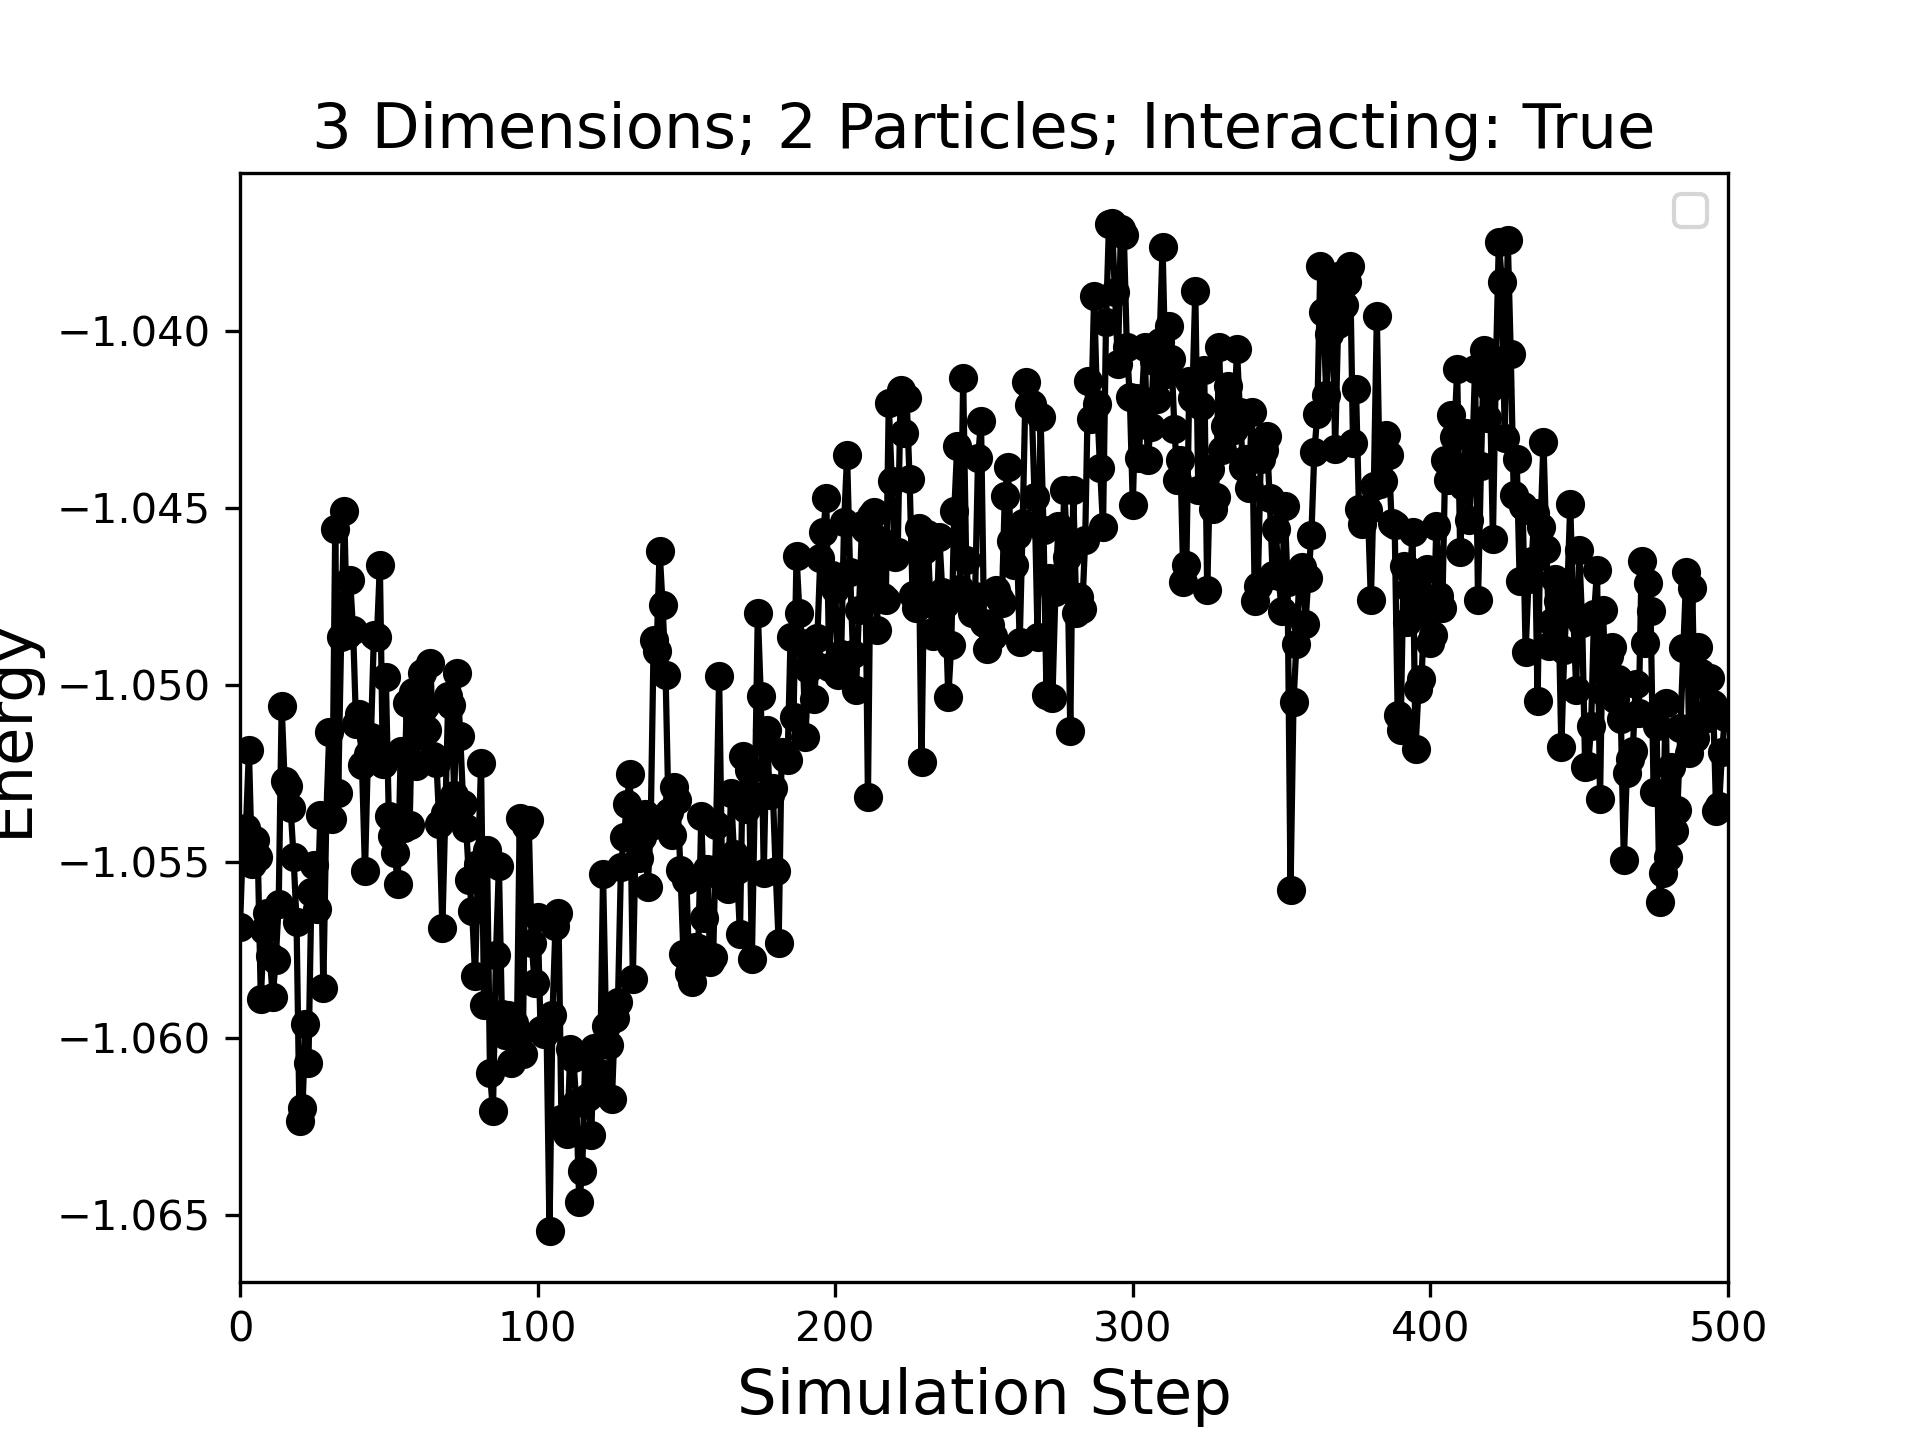 3 Dimensions; 2 Particles; Interacting: True
Energy
−1.040
−1.045
−1.050
−1.055
−1.060
−1.065
0 100 200 300 400 500
Simulation Step